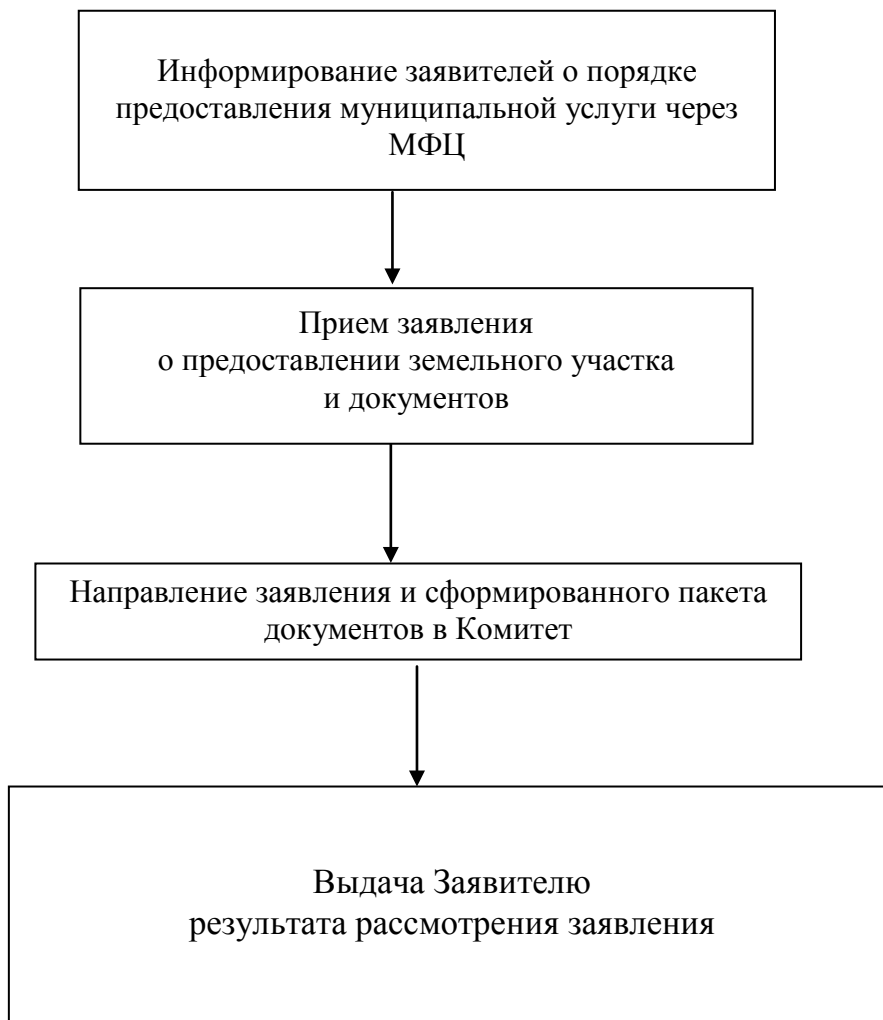 Информирование заявителей о порядке
предоставления муниципальной услуги через
МФЦ
Прием заявления
о предоставлении земельного участка
и документов
Направление заявления и сформированного пакета
документов в Комитет
Выдача Заявителю
результата рассмотрения заявления